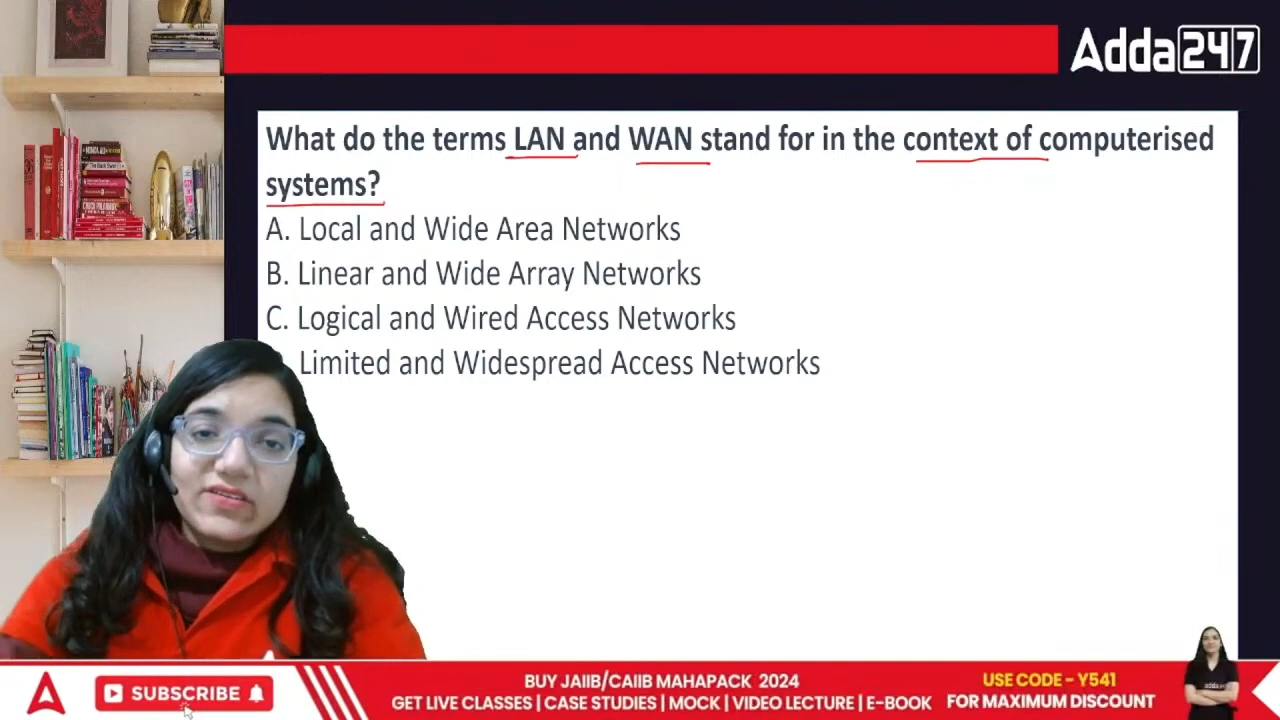 Adda247
What do the terms LAN and WAN stand for in the context of computerised
systems?
A. Local and Wide Area Networks
B. Linear and Wide Array Networks
C. Logical and Wired Access Networks
Limited and Widespread Access Networks
SUBSCRIBE
BUY JAIIB/CAIIB MAHAPACK 2024
GET LIVE CLASSES | CASE STUDIES | MOCK | VIDEO LECTURE | E-BOOK
USE CODE - Y541
FOR MAXIMUM DISCOUNT